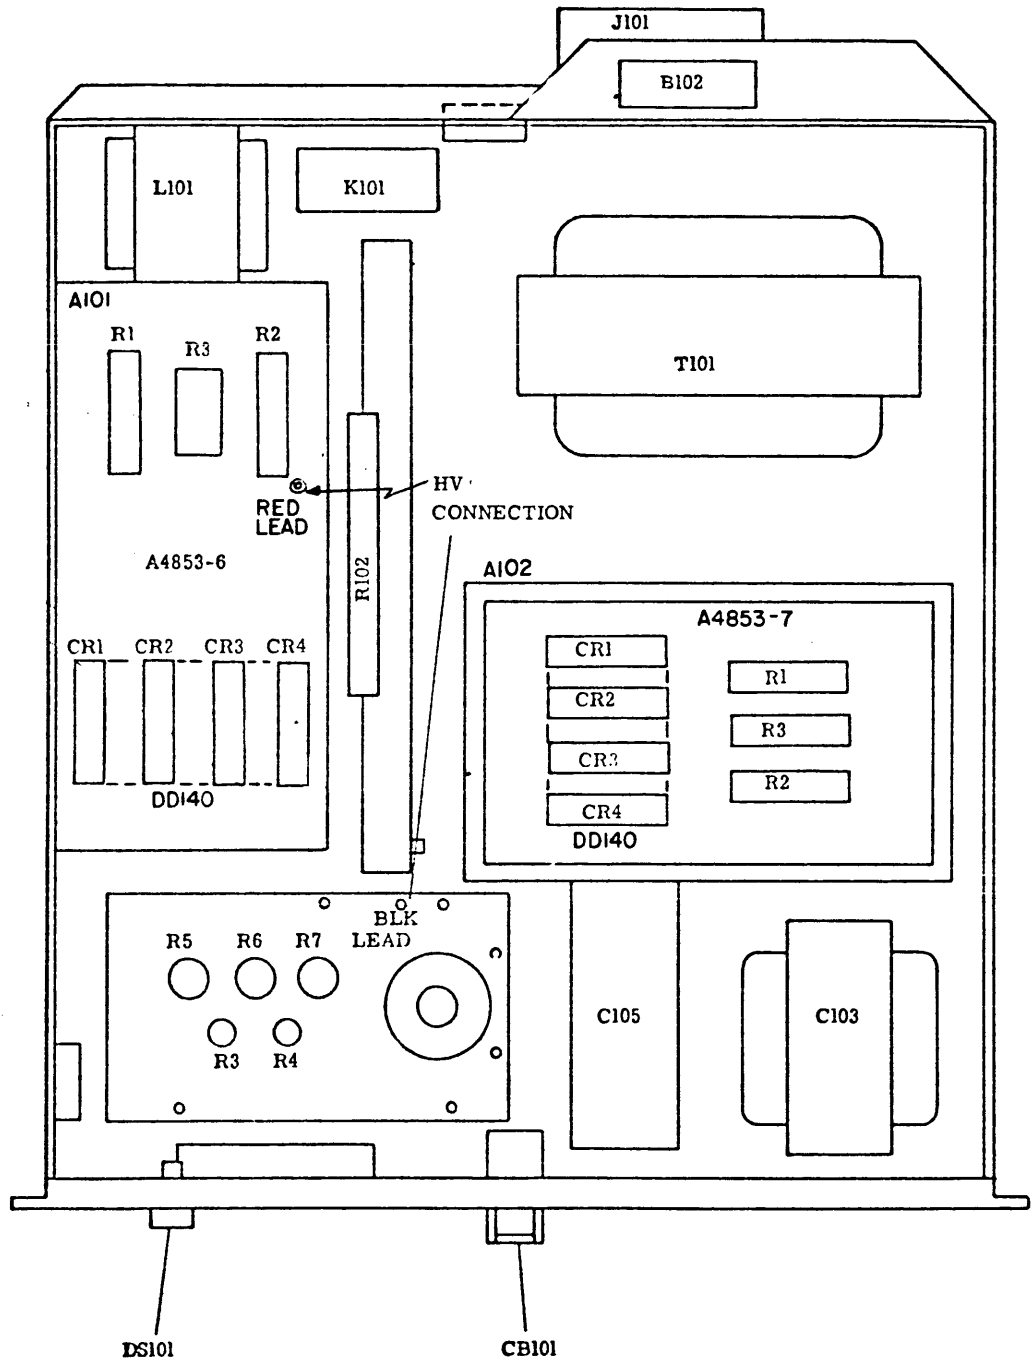 J101
B102
L101
K101
A101
R1
R3
R2
T101
HV
CONNECTION
RED
LEAD
A4853-6
R102
A102
A4853-7
CR1
CR2
CR3
CR4
DD140
CR1
CR2
CR3
CR4
DD140
R1
R3
R2
BLK
LEAD
R5
R6
R7
R3
R4
C105
C103
DS101
CB101